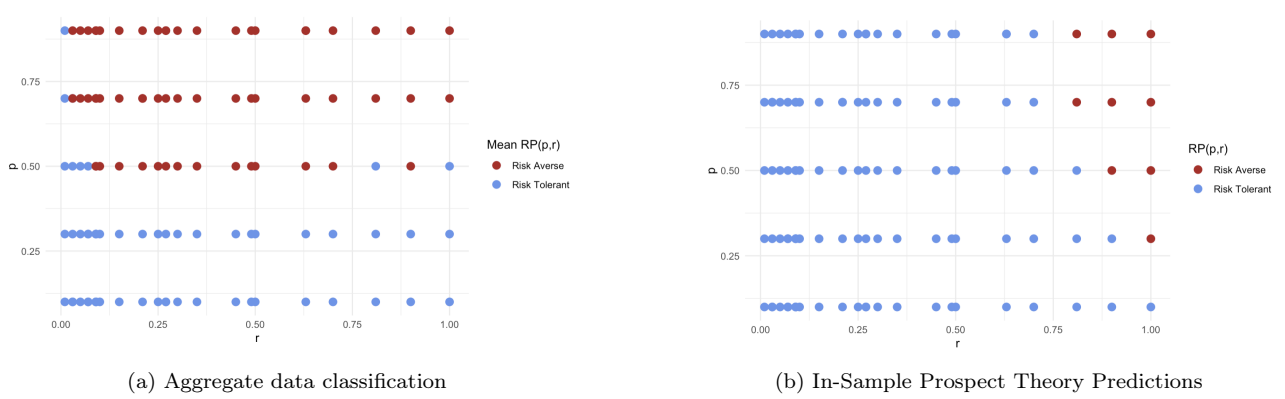 0.75
0.50
0.25
p
0.00
0.25
0.50
0.75
1.00
r
Mean RP(p,r)
Risk Averse
Risk Tolerant
(a) Aggregate data classification
0.75
0.50
0.25
p
0.00
0.25
0.50
0.75
1.00
r
RP(p,r)
Risk Averse
Risk Tolerant
(b) In-Sample Prospect Theory Predictions